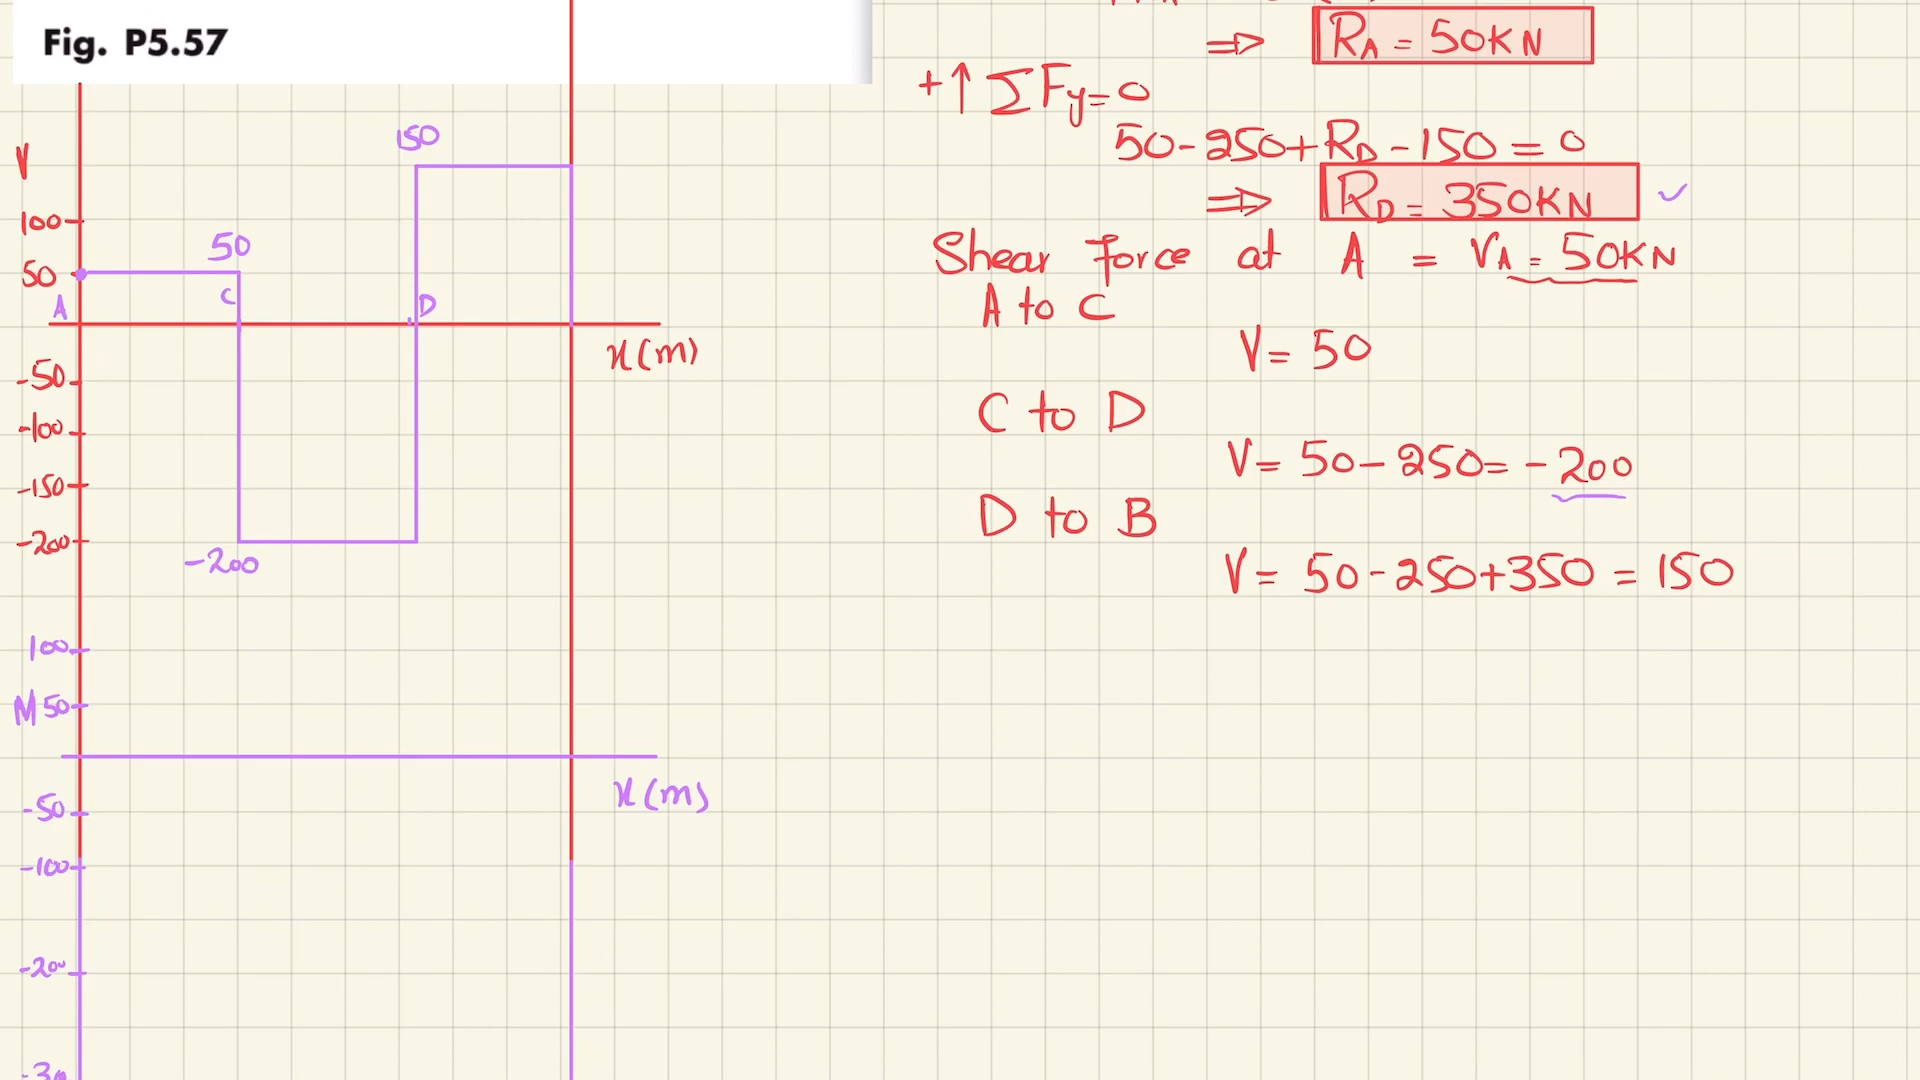 Fig. P5.57
V
100
50
A
50
C
150
D
-50
-100
-150
-200
-200
x(m)
100
M 50
x(m)
-50
-100
-200
⇒ RA = 50KN
+↑ ΣFy=0
50-250+RD-150=0
⇒ RD = 350KN ✓
Shear force at A = VA = 50KN
A to C
V= 50
C to D
V= 50-250= -200
D to B
V= 50-250+350 = 150